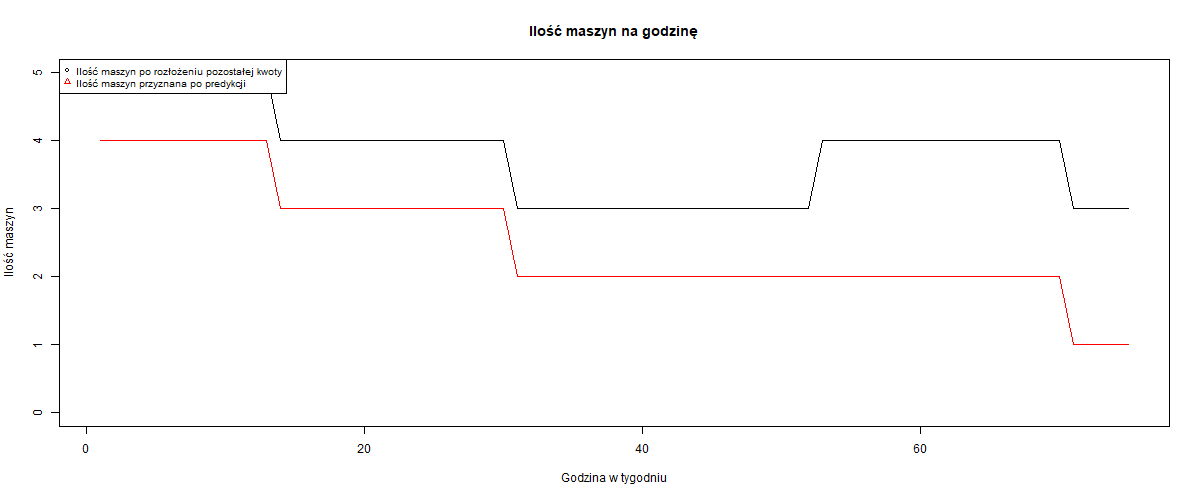 Ilość maszyn na godzinę
Ilość maszyn po rozłożeniu pozostałej kwoty
Ilość maszyn przyznana po predykcji
Ilość maszyn
5
4
3
2
1
0
0 20 40 60
Godzina w tygodniu